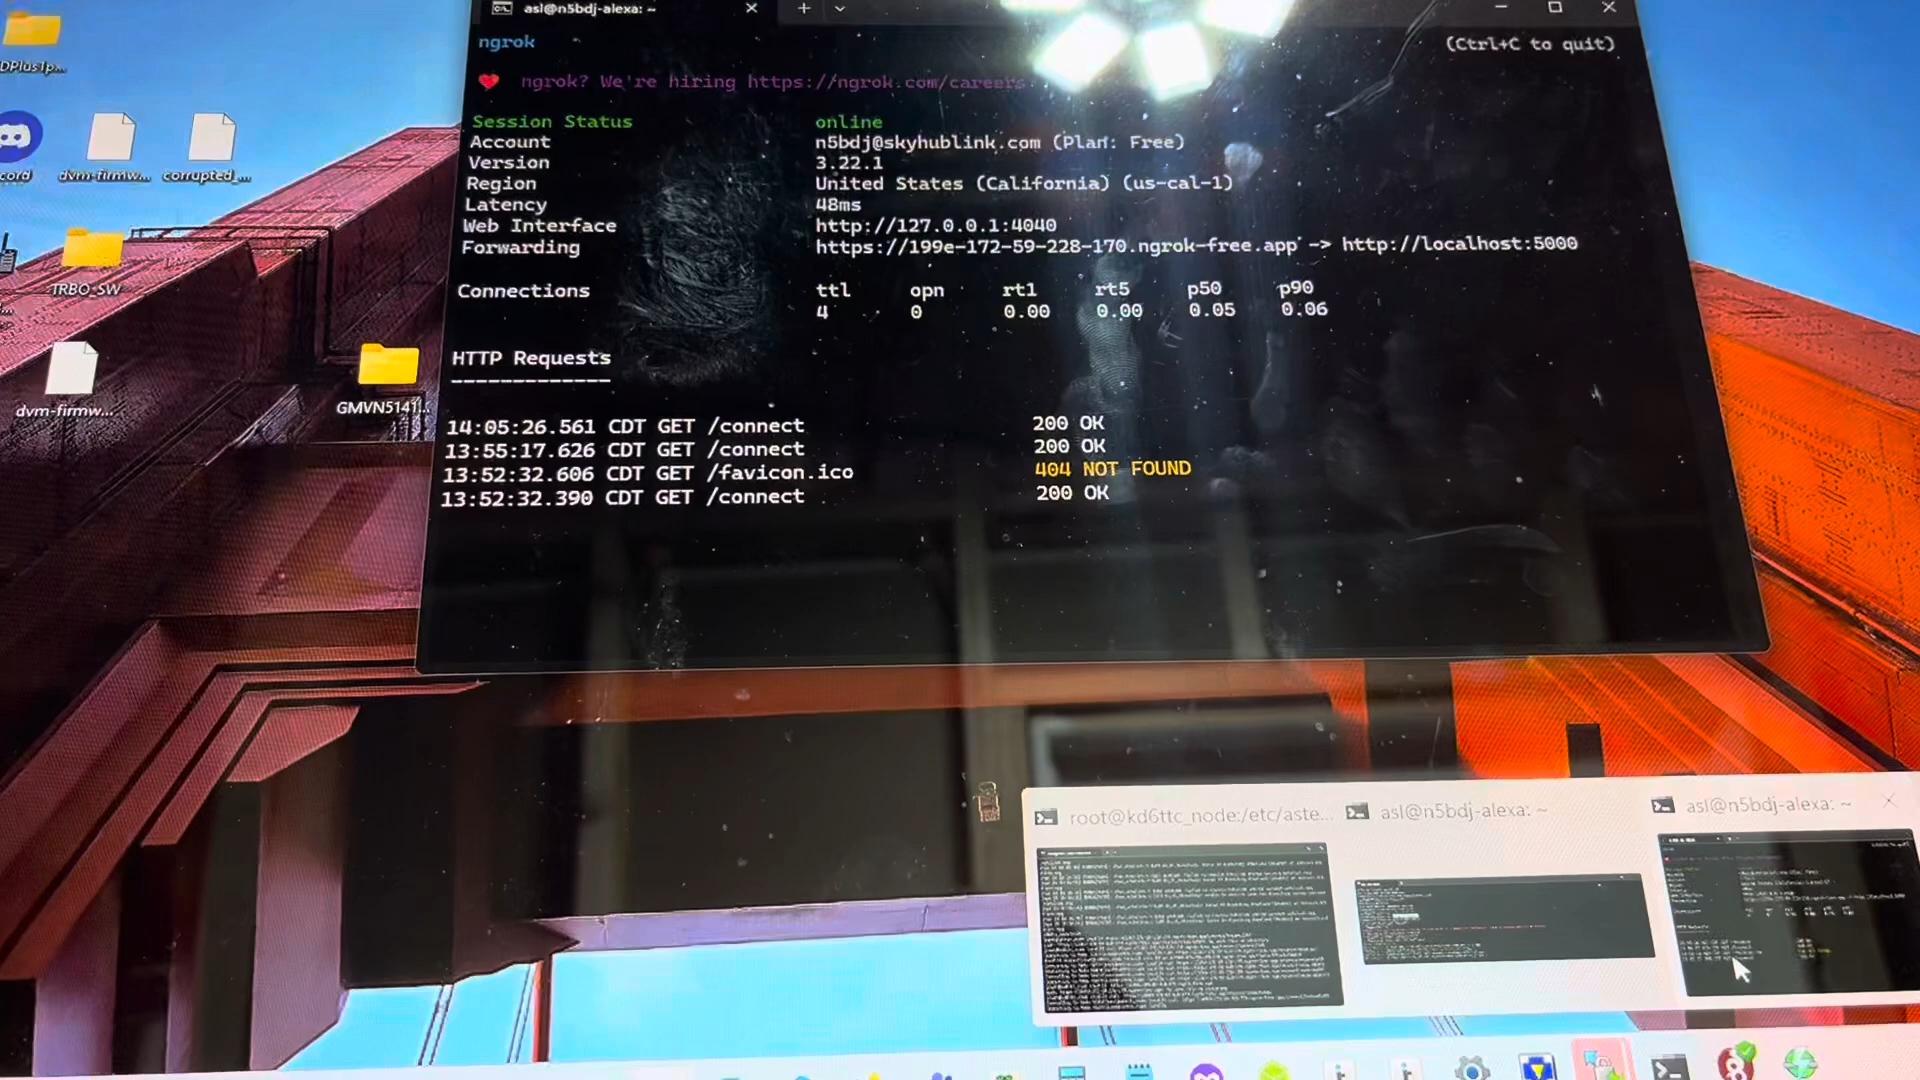 asl@n5bdj-alexa: ~
ngrok (Ctrl+C to quit)
ngrok? We're hiring https://ngrok.com/careers
Session Status online
Account n5bdj@skyhublink.com (Plan: Free)
Version 3.22.1
Region United States (California) (us-cal-1)
Latency 48ms
Web Interface http://127.0.0.1:4040
Forwarding https://199e-172-59-228-170.ngrok-free.app -> http://localhost:5000
Connections ttl opn rt1 rt5 p50 p90
4 0 0.00 0.00 0.05 0.06
HTTP Requests
-------------
14:05:26.561 CDT GET /connect 200 OK
13:55:17.626 CDT GET /connect 200 OK
13:52:32.606 CDT GET /favicon.ico 404 NOT FOUND
13:52:32.390 CDT GET /connect 200 OK
cord
dvm-firmw...
corrupted_...
TRBO_SW
dvm-firmw...
GMVN5141...
root@kd6ttc_node:/etc/aste...
asl@n5bdj-alexa: ~
asl@n5bdj-alexa: ~